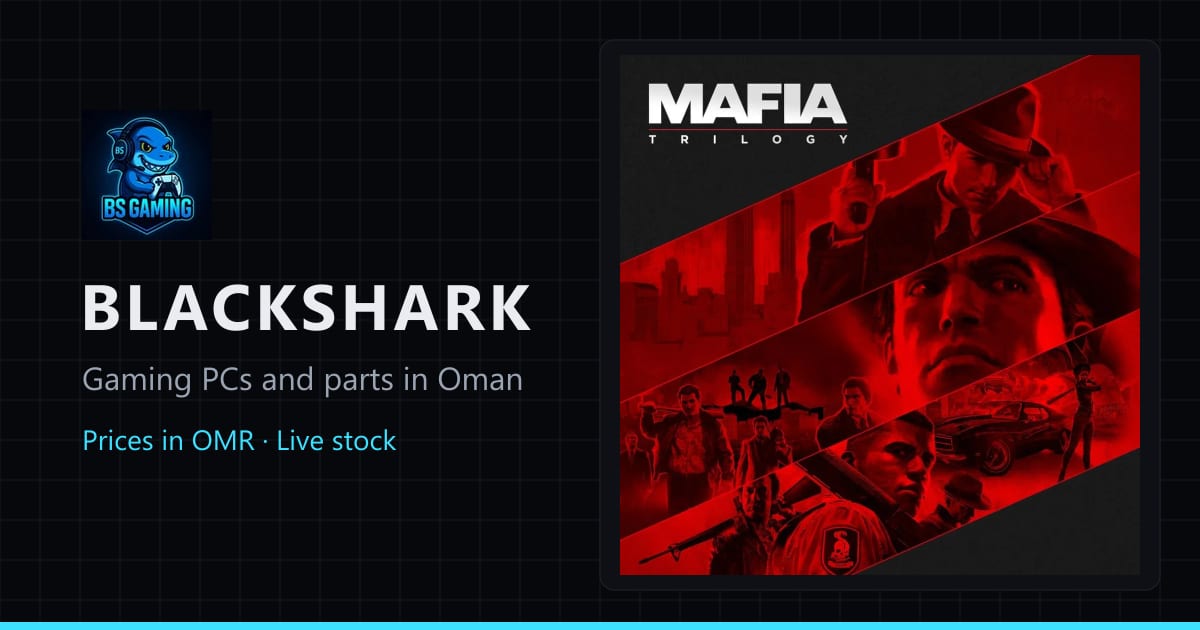 BS
BS GAMING
BLACKSHARK
Gaming PCs and parts in Oman
Prices in OMR · Live stock
MAFIA
TRILOGY